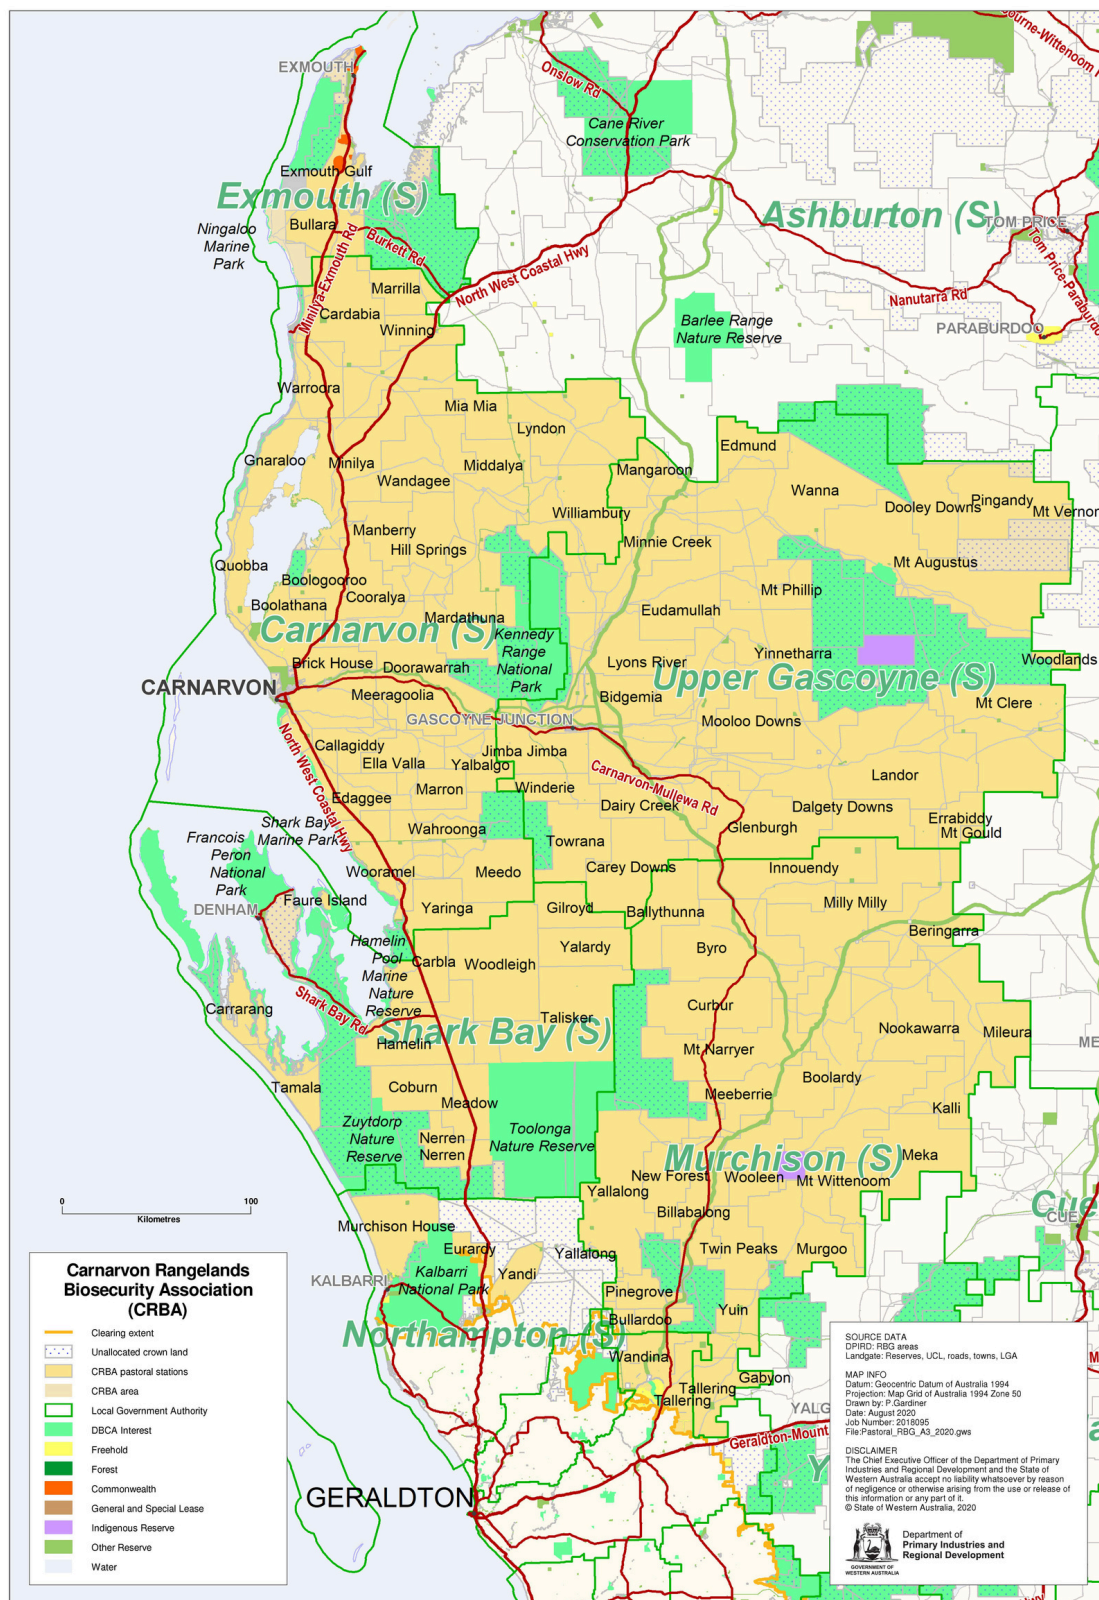 EXMOUTH
Onslow Rd
Cane River
Conservation Park
Exmouth Gulf
Exmouth (S)
Ashburton (S)
TOM PRICE
Ningaloo
Marine
Park
Bullara
Burkett Rd
Minilya-Exmouth Rd
North West Coastal Hwy
Nanutarra Rd
Marrilla
Cardabia
Winning
Barlee Range
Nature Reserve
PARABURDOO
Warroora
Mia Mia
Lyndon
Edmund
Gnaraloo
Minilya
Middalya
Mangaroon
Wandagee
Wanna
Dooley Downs
Pingandy
Mt Vernon
Williambury
Manberry
Hill Springs
Minnie Creek
Mt Augustus
Quobba
Boologooroo
Cooralya
Mt Phillip
Boolathana
Mardathuna
Eudamullah
Carnarvon (S)
Kennedy
Range
National
Park
Yinnetharra
Brick House
Doorawarrah
Lyons River
Woodlands
CARNARVON
Meeragoolia
Bidgemia
Upper Gascoyne (S)
Mt Clere
GASCOYNE JUNCTION
Mooloo Downs
North West Coastal Hwy
Callagiddy
Ella Valla
Yalbalgo
Jimba Jimba
Carnarvon-Mullewa Rd
Landor
Edaggee
Marron
Winderie
Dairy Creek
Dalgety Downs
Errabiddy
Mt Gould
Glenburgh
Shark Bay
Marine Park
Francois
Peron
National
Park
Wahroonga
Towrana
Wooramel
Meedo
Carey Downs
Innouendy
DENHAM
Faure Island
Yaringa
Gilroyd
Ballythunna
Milly Milly
Beringarra
Hamelin
Pool
Marine
Nature
Reserve
Carbla
Woodleigh
Yalardy
Byro
Shark Bay Rd
Carrarang
Talisker
Curbur
Nookawarra
Mileura
Shark Bay (S)
Hamelin
Mt Narryer
Tamala
Coburn
Meadow
Boolardy
Meeberrie
Kalli
Zuytdorp
Nature
Reserve
Nerren
Nerren
Toolonga
Nature Reserve
Murchison (S)
Meka
New Forest
Wooleen
Mt Wittenoom
Yallalong
Billabalong
Cue
CUE
Murchison House
Eurardy
Yallalong
Twin Peaks
Murgoo
KALBARRI
Kalbarri
National Park
Yandi
Pinegrove
Yuin
Northampton (S)
Bullardoo
Wandina
Gabyon
Tallering
Tallering
Geraldton-Mount
GERALDTON
0 100
Kilometres
Carnarvon Rangelands
Biosecurity Association
(CRBA)
Clearing extent
Unallocated crown land
CRBA pastoral stations
CRBA area
Local Government Authority
DBCA Interest
Freehold
Forest
Commonwealth
General and Special Lease
Indigenous Reserve
Other Reserve
Water
SOURCE DATA
DPIRD: RBG areas
Landgate: Reserves, UCL, roads, towns, LGA
MAP INFO
Datum: Geocentric Datum of Australia 1994
Projection: Map Grid of Australia 1994 Zone 50
Drawn by: P.Gardiner
Date: August 2020
Job Number: 2018095
File:Pastoral_RBG_A3_2020.gws
DISCLAIMER
The Chief Executive Officer of the Department of Primary
Industries and Regional Development and the State of
Western Australia accept no liability whatsoever by reason
of negligence or otherwise arising from the use or release of
this information or any part of it.
© State of Western Australia, 2020
GOVERNMENT OF
WESTERN AUSTRALIA
Department of
Primary Industries and
Regional Development